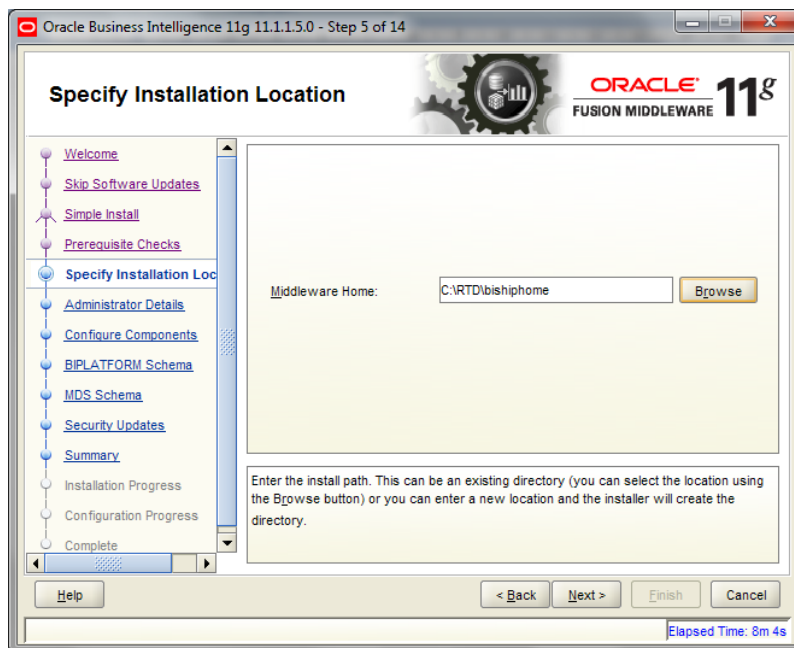 Oracle Business Intelligence 11g 11.1.1.5.0 - Step 5 of 14
Specify Installation Location
ORACLE
FUSION MIDDLEWARE 11g
Welcome
Skip Software Updates
Simple Install
Prerequisite Checks
Specify Installation Loc
Administrator Details
Configure Components
BIPLATFORM Schema
MDS Schema
Security Updates
Summary
Installation Progress
Configuration Progress
Complete
Middleware Home: C:\RTD\bishiphome Browse
Enter the install path. This can be an existing directory (you can select the location using
the Browse button) or you can enter a new location and the installer will create the
directory.
Help < Back Next > Finish Cancel
Elapsed Time: 8m 4s